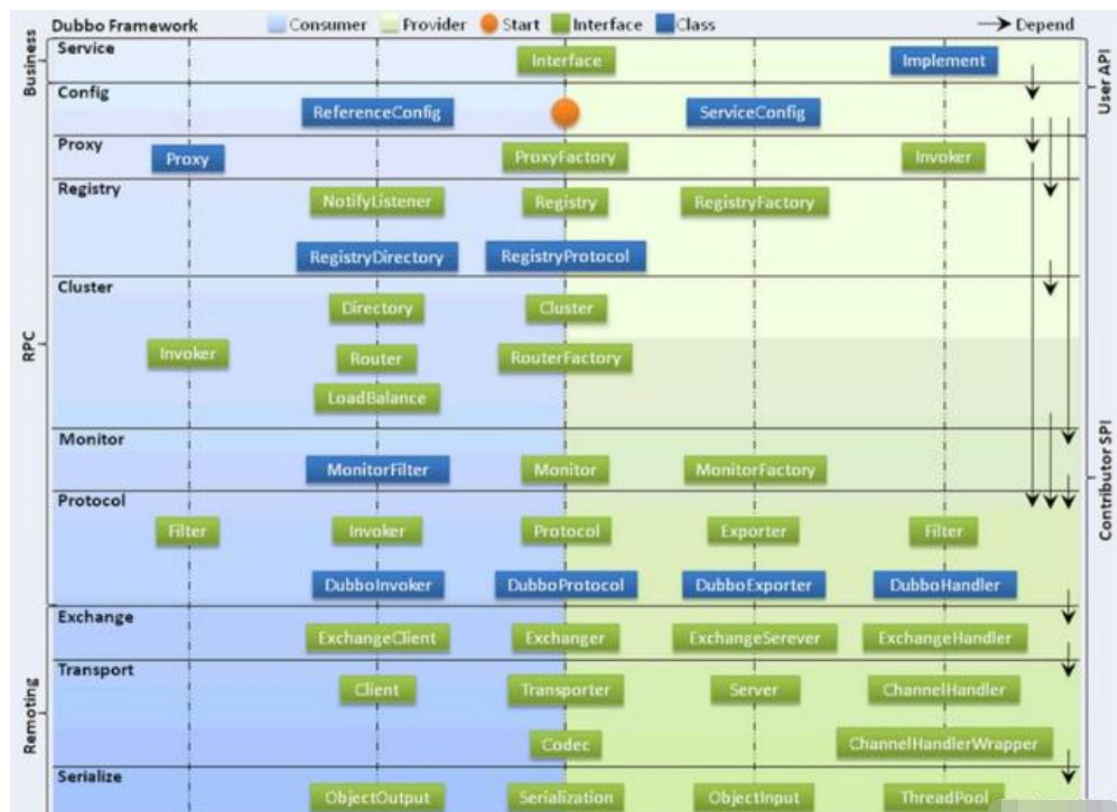 Dubbo Framework Consumer Provider Start Interface Class Depend
Business
Service
Interface Implement
User API
Config
ReferenceConfig ServiceConfig
RPC
Proxy
Proxy ProxyFactory Invoker
Contributor SPI
Registry
NotifyListener Registry RegistryFactory
RegistryDirectory RegistryProtocol
Cluster
Directory Cluster
Invoker Router RouterFactory
LoadBalance
Monitor
MonitorFilter Monitor MonitorFactory
Protocol
Filter Invoker Protocol Exporter Filter
DubboInvoker DubboProtocol DubboExporter DubboHandler
Remoting
Exchange
ExchangeClient Exchanger ExchangeSerever ExchangeHandler
Transport
Client Transporter Server ChannelHandler
Codec ChannelHandlerWrapper
Serialize
ObjectOutput Serialization ObjectInput ThreadPool